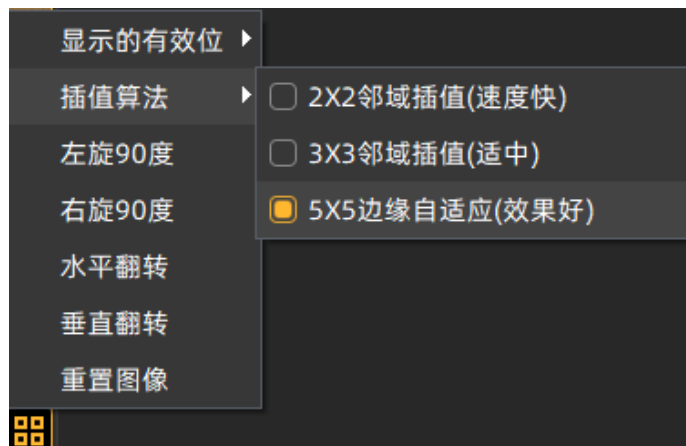 显示的有效位
插值算法
左旋90度
右旋90度
水平翻转
垂直翻转
重置图像
2X2邻域插值(速度快)
3X3邻域插值(适中)
5X5边缘自适应(效果好)